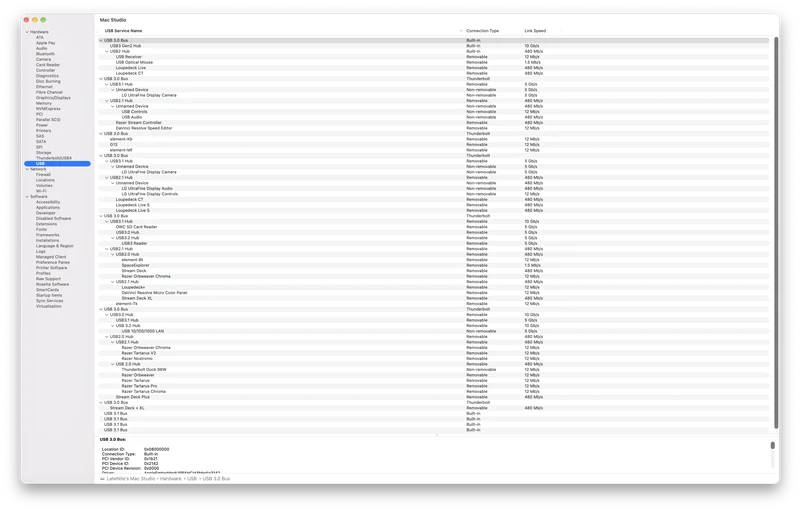 Mac Studio
USB Service Name Connection Type Link Speed
Hardware
ATA
Apple Pay
Audio
Bluetooth
Camera
Card Reader
Controller
Diagnostics
Disc Burning
Ethernet
Fibre Channel
Graphics/Displays
Memory
NVMExpress
PCI
Parallel SCSI
Power
Printers
SAS
SATA
SPI
Storage
Thunderbolt/USB4
USB
Network
Firewall
Locations
Volumes
Wi-Fi
Software
Accessibility
Applications
Developer
Disabled Software
Extensions
Fonts
Frameworks
Installations
Language & Region
Logs
Managed Client
Preference Panes
Printer Software
Profiles
Raw Support
Rosetta Software
SmartCards
Startup Items
Sync Services
Virtualisation
USB 3.0 Bus Built-in
USB3 Gen2 Hub Built-in 10 Gb/s
USB2 Hub Built-in 480 Mb/s
USB Receiver Removable 12 Mb/s
USB Optical Mouse Removable 1.5 Mb/s
Loupedeck Live Removable 480 Mb/s
Loupedeck CT Removable 480 Mb/s
USB 3.0 Bus Thunderbolt
USB3.1 Hub Removable 5 Gb/s
Unnamed Device Non-removable 5 Gb/s
LG UltraFine Display Camera Non-removable 5 Gb/s
USB2.1 Hub Removable 480 Mb/s
Unnamed Device Non-removable 480 Mb/s
USB Controls Non-removable 12 Mb/s
USB Audio Non-removable 480 Mb/s
Razer Stream Controller Removable 480 Mb/s
DaVinci Resolve Speed Editor Removable 12 Mb/s
USB 3.0 Bus Thunderbolt
element-Kb Removable 12 Mb/s
G13 Removable 12 Mb/s
element-Mf Removable 12 Mb/s
USB 3.0 Bus Thunderbolt
USB3.1 Hub Removable 5 Gb/s
Unnamed Device Non-removable 5 Gb/s
LG UltraFine Display Camera Non-removable 5 Gb/s
USB2.1 Hub Removable 480 Mb/s
Unnamed Device Non-removable 480 Mb/s
LG UltraFine Display Audio Non-removable 480 Mb/s
LG UltraFine Display Controls Non-removable 12 Mb/s
Loupedeck CT Removable 480 Mb/s
Loupedeck Live S Removable 480 Mb/s
Loupedeck Live S Removable 480 Mb/s
USB 3.0 Bus Thunderbolt
USB3.1 Hub Removable 10 Gb/s
OWC SD Card Reader Removable 5 Gb/s
USB3.0 Hub Removable 5 Gb/s
USB3.2 Hub Removable 5 Gb/s
USB3 Reader Removable 5 Gb/s
USB2.1 Hub Removable 480 Mb/s
USB2.0 Hub Removable 480 Mb/s
element-Bl Removable 12 Mb/s
SpaceExplorer Removable 1.5 Mb/s
Stream Deck Removable 480 Mb/s
Razer Orbweaver Chroma Removable 12 Mb/s
USB2.1 Hub Removable 480 Mb/s
Loupedeck+ Removable 12 Mb/s
DaVinci Resolve Micro Color Panel Removable 12 Mb/s
Stream Deck XL Removable 480 Mb/s
element-Tk Removable 12 Mb/s
USB 3.0 Bus Thunderbolt
USB3.0 Hub Removable 10 Gb/s
USB3.1 Hub Removable 5 Gb/s
USB 3.2 Hub Removable 10 Gb/s
USB 10/100/1000 LAN Non-removable 5 Gb/s
USB2.0 Hub Removable 480 Mb/s
USB2.1 Hub Removable 480 Mb/s
Razer Orbweaver Chroma Removable 12 Mb/s
Razer Tartarus V2 Removable 12 Mb/s
Razer Nostromo Removable 12 Mb/s
USB 2.0 Hub Removable 480 Mb/s
Thunderbolt Dock 96W Non-removable 12 Mb/s
Razer Orbweaver Removable 12 Mb/s
Razer Tartarus Removable 12 Mb/s
Razer Tartarus Pro Removable 12 Mb/s
Razer Tartarus Chroma Removable 12 Mb/s
Stream Deck Plus Removable 480 Mb/s
USB 3.0 Bus Thunderbolt
Stream Deck + XL Removable 480 Mb/s
USB 3.1 Bus Built-in
USB 3.1 Bus Built-in
USB 3.1 Bus Built-in
USB 3.1 Bus Built-in
USB 3.0 Bus:
Location ID: 0x08000000
Connection Type: Built-in
PCI Vendor ID: 0x1b21
PCI Device ID: 0x2142
PCI Device Revision: 0x0000
LateNite's Mac Studio › Hardware › USB › USB 3.0 Bus